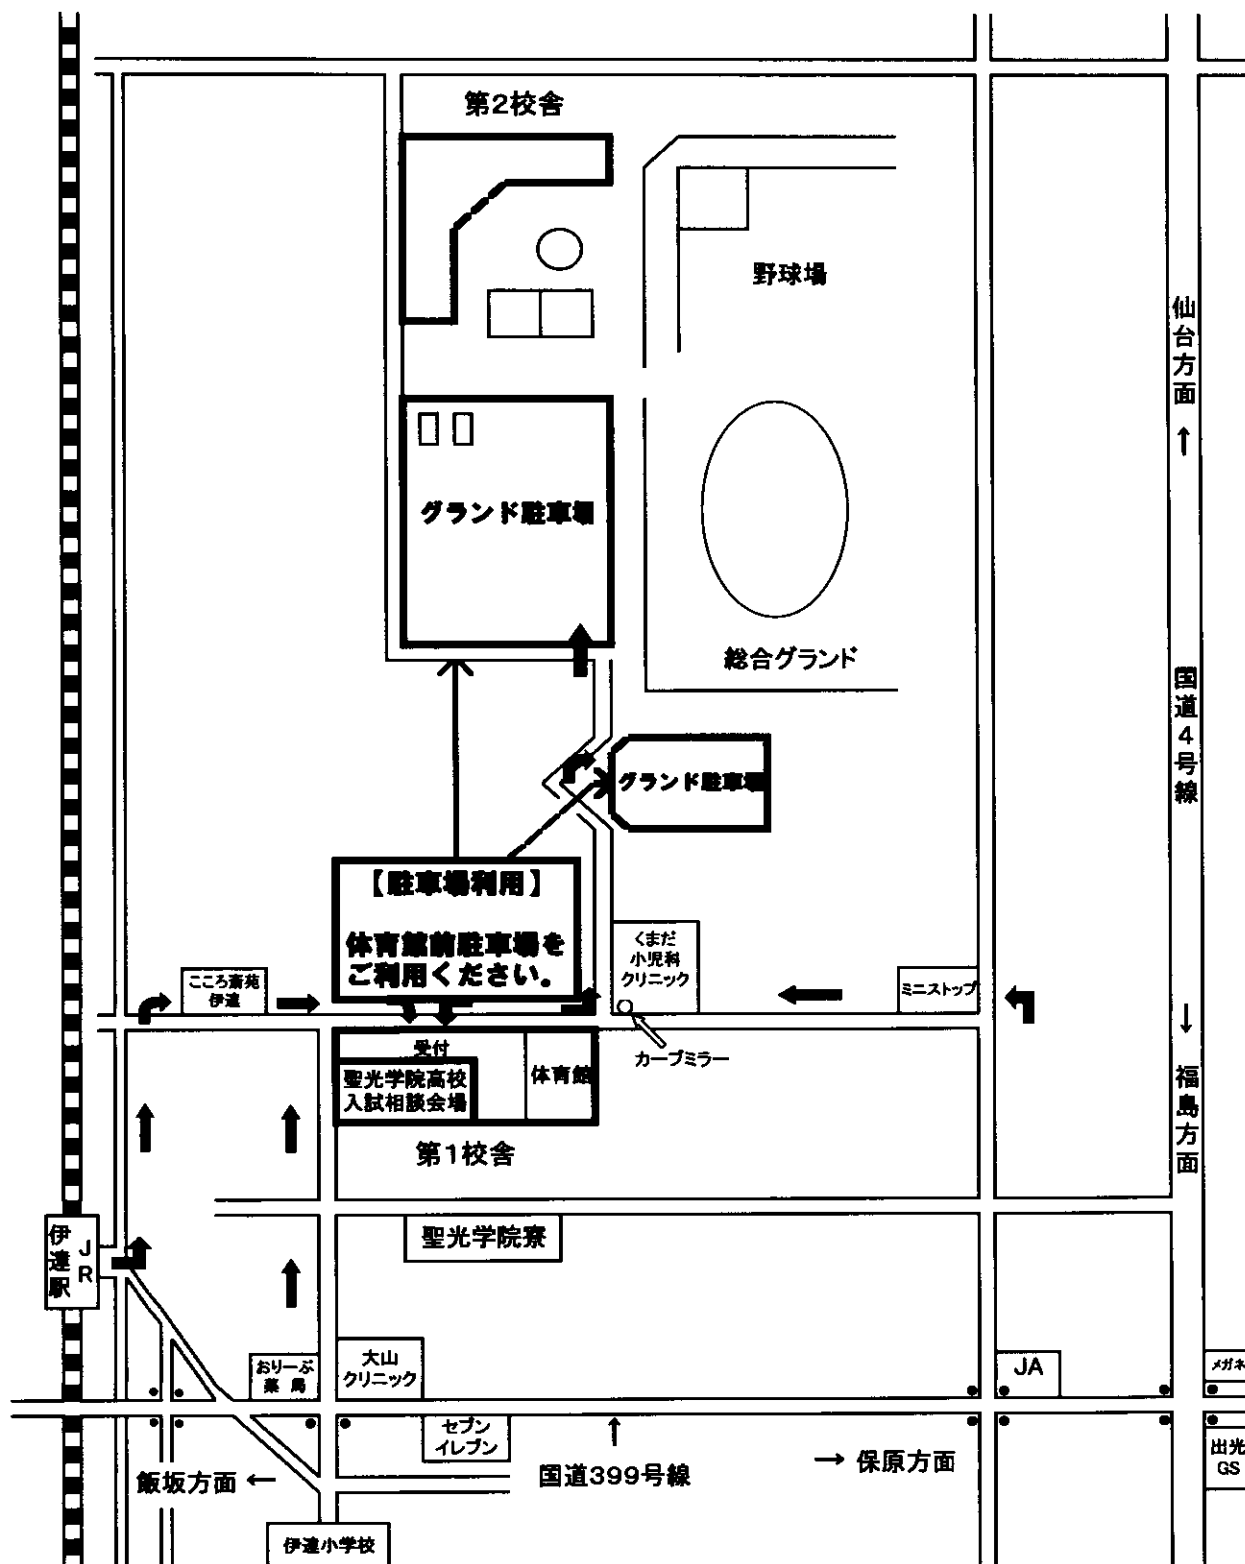 第2校舎
野球場
仙台方面
↑
グランド駐車場
総合グランド
国道4号線
グランド駐車場
【駐車場利用】
体育館前駐車場を
ご利用ください。
くまだ
小児科
クリニック
こころ斎苑
伊達
ミニストップ
↓
福島方面
カーブミラー
受付
聖光学院高校
入試相談会場
体育館
第1校舎
聖光学院寮
JR
伊達駅
おりーぶ
薬局
大山
クリニック
JA
メガネ
セブン
イレブン
↑
国道399号線
→ 保原方面
飯坂方面 ←
出光
GS
伊達小学校